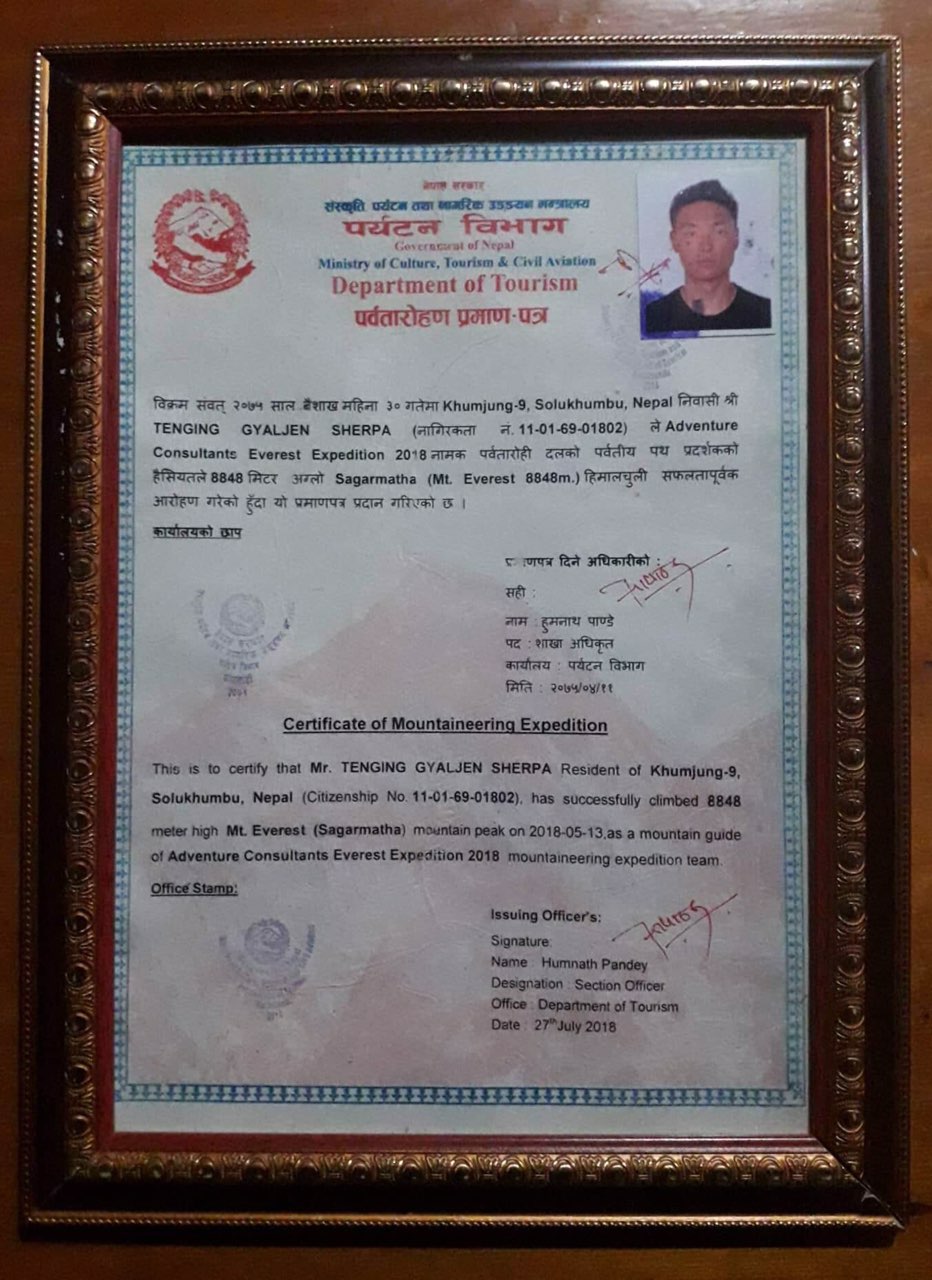 नेपाल सरकार
संस्कृति पर्यटन तथा नागरिक उड्डयन मन्त्रालय
पर्यटन विभाग
Government of Nepal
Ministry of Culture, Tourism & Civil Aviation
Department of Tourism
पर्वतारोहण प्रमाण-पत्र
विक्रम संवत् २०७५ साल बैशाख महिना ३० गतेमा Khumjung-9, Solukhumbu, Nepal निवासी श्री
TENGING GYALJEN SHERPA (नागिरकता नं. 11-01-69-01802) ले Adventure
Consultants Everest Expedition 2018 नामक पर्वतारोही दलको पर्वतीय पथ प्रदर्शकको
हैसियतले 8848 मिटर अग्लो Sagarmatha (Mt. Everest 8848m.) हिमालचुली सफलतापूर्वक
आरोहण गरेको हुँदा यो प्रमाणपत्र प्रदान गरिएको छ ।
कार्यालयको छाप
दिने अधिकारीको :
सही :
नाम : हुमनाथ पाण्डे
पद : शाखा अधिकृत
कार्यालय : पर्यटन विभाग
मिति : २०७५/०४/११
Certificate of Mountaineering Expedition
This is to certify that Mr. TENGING GYALJEN SHERPA Resident of Khumjung-9,
Solukhumbu, Nepal (Citizenship No. 11-01-69-01802), has successfully climbed 8848
meter high Mt. Everest (Sagarmatha) mountain peak on 2018-05-13,as a mountain guide
of Adventure Consultants Everest Expedition 2018 mountaineering expedition team.
Office Stamp:
Issuing Officer's:
Signature:
Name : Humnath Pandey
Designation : Section Officer
Office : Department of Tourism
Date : 27th July 2018